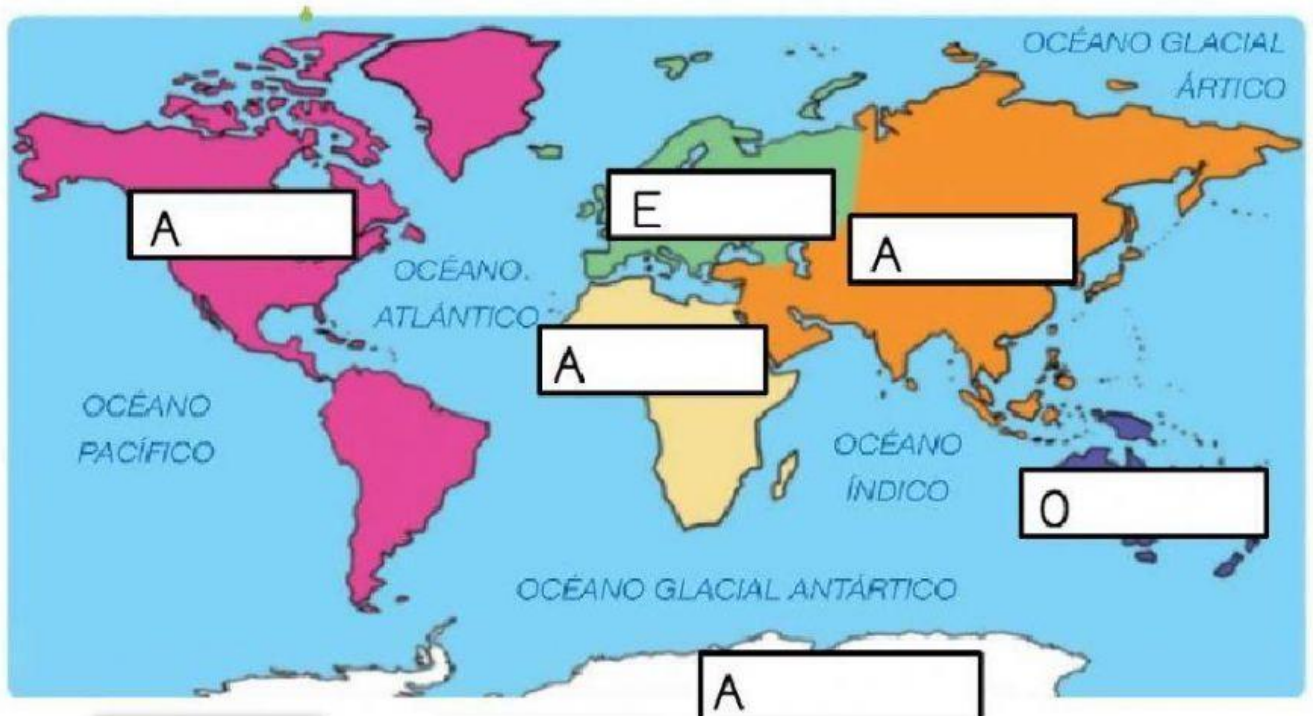 OCÉANO GLACIAL
ÁRTICO
E
A
A
OCÉANO.
ATLÁNTICO
A
OCÉANO
PACÍFICO
OCÉANO
ÍNDICO
O
OCÉANO GLACIAL ANTÁRTICO
A